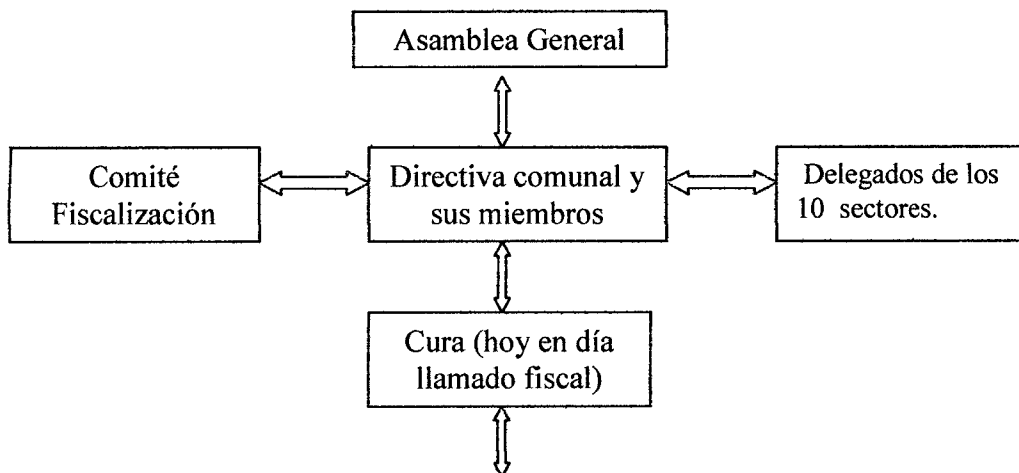 Asamblea General
Comité
Fiscalización
Directiva comunal y
sus miembros
Delegados de los
10 sectores.
Cura (hoy en día
llamado fiscal)